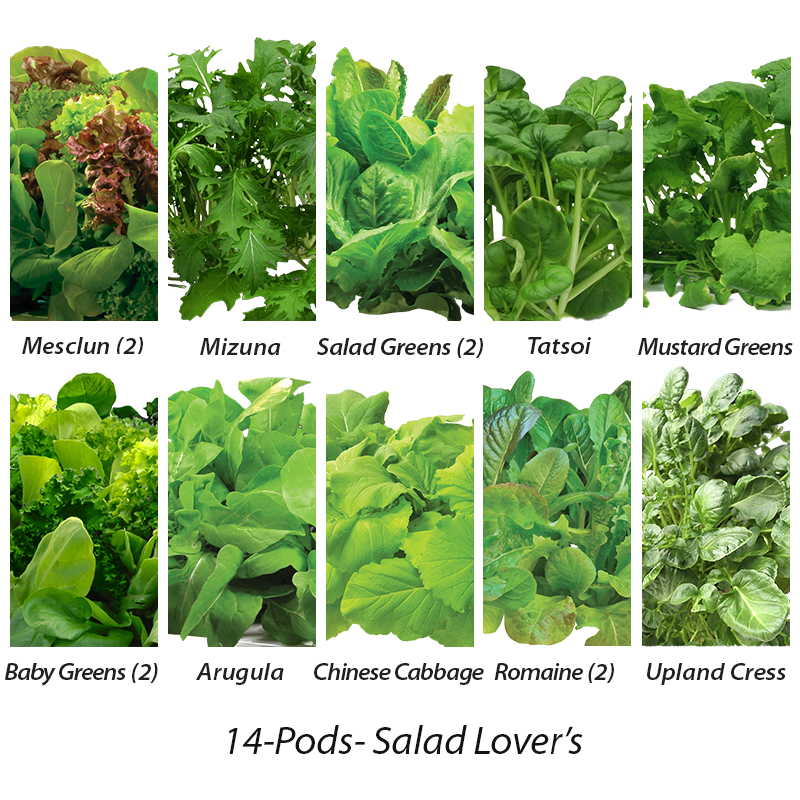 Mesclun (2) Mizuna Salad Greens (2) Tatsoi Mustard Greens
Baby Greens (2) Arugula Chinese Cabbage Romaine (2) Upland Cress
14-Pods- Salad Lover’s